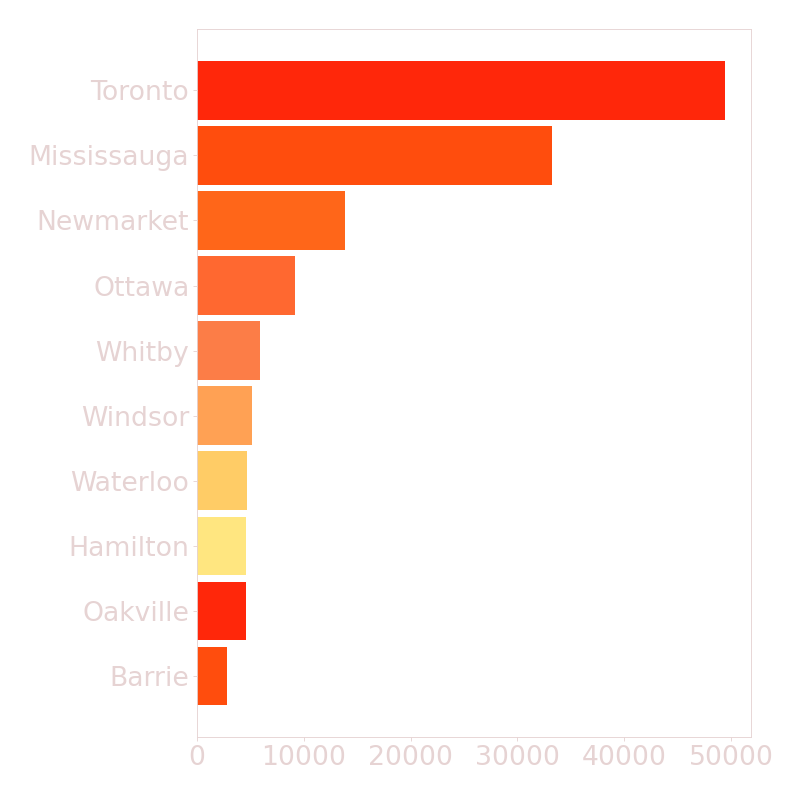 Toronto
Mississauga
Newmarket
Ottawa
Whitby
Windsor
Waterloo
Hamilton
Oakville
Barrie
0 10000 20000 30000 40000 50000